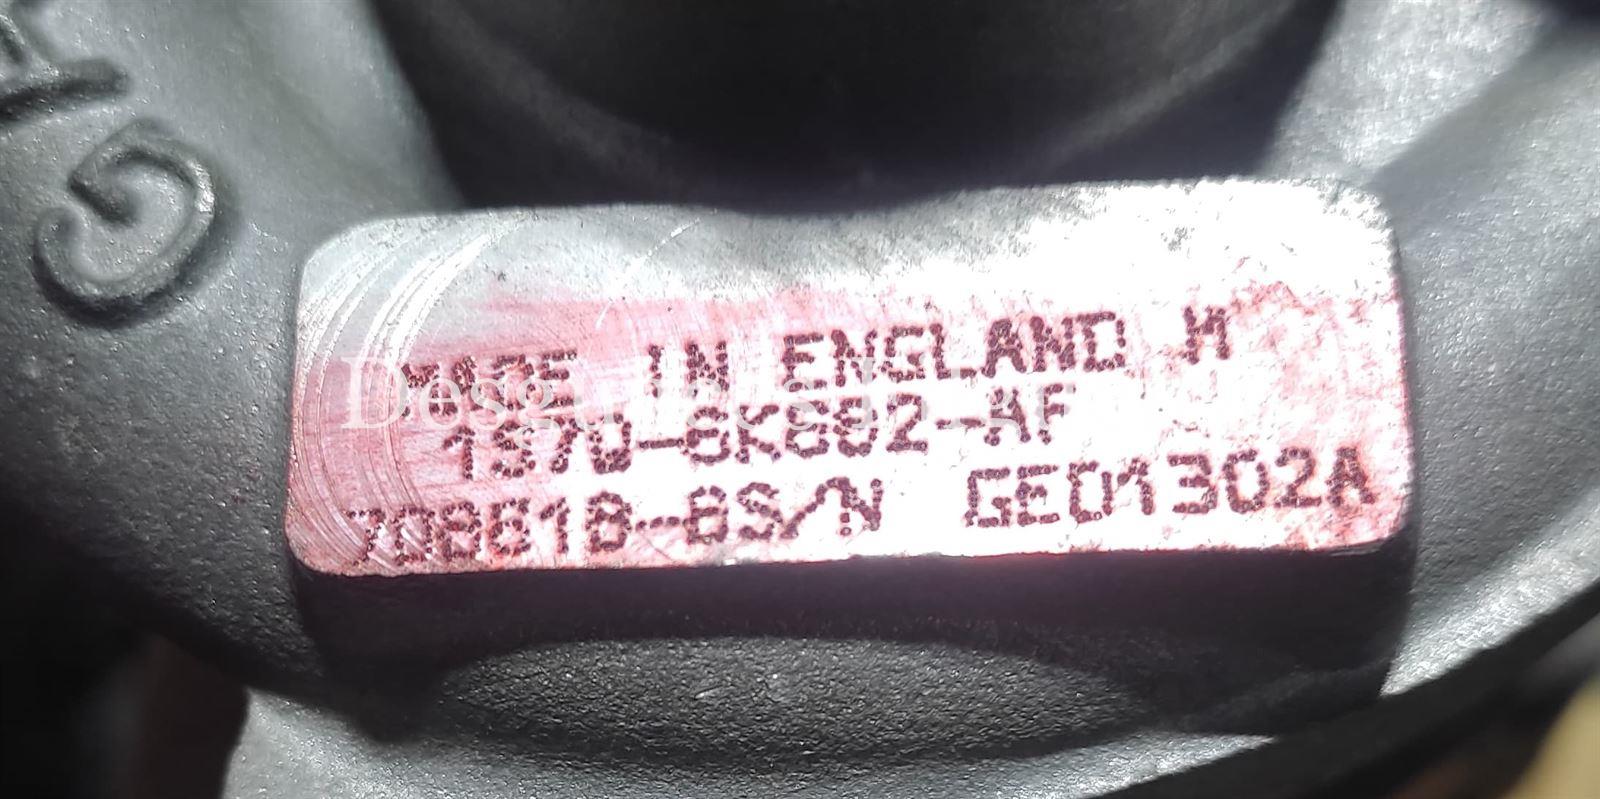 G
MADE IN ENGLAND M
1S7Q-6K682-AF
708618-6S/N GE01302A